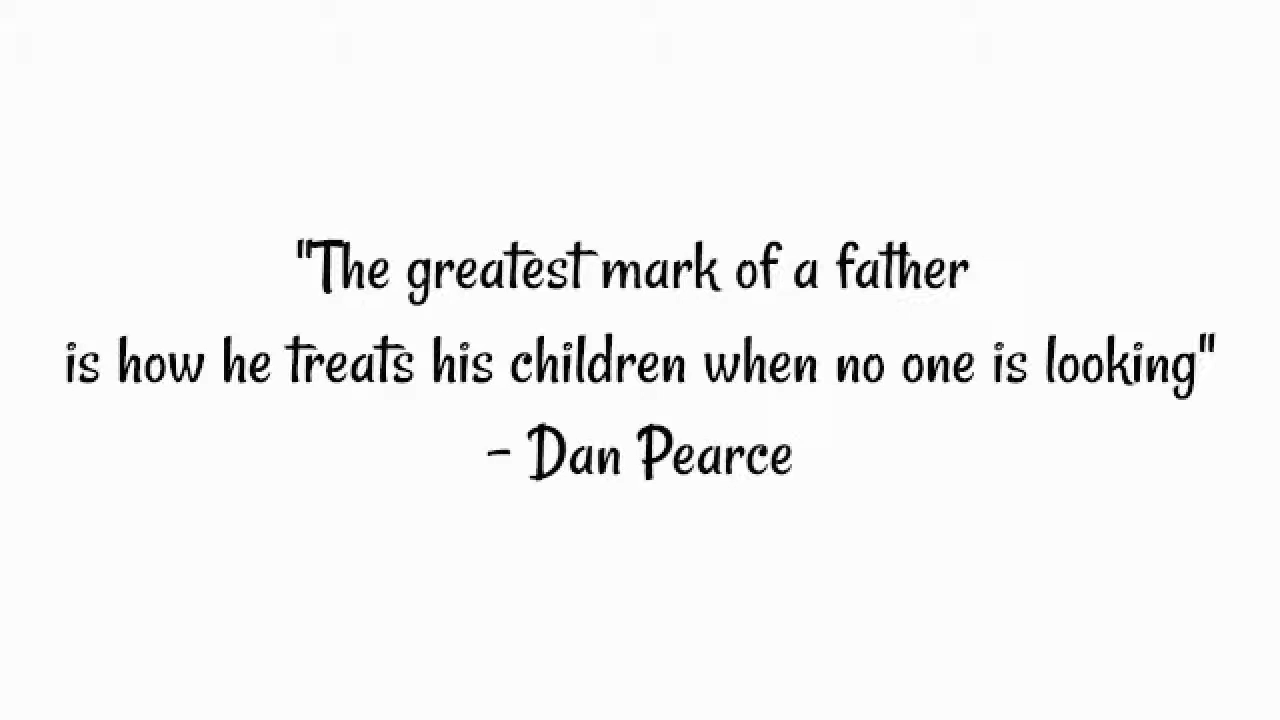 "The greatest mark of a father
is how he treats his children when no one is looking"
- Dan Pearce